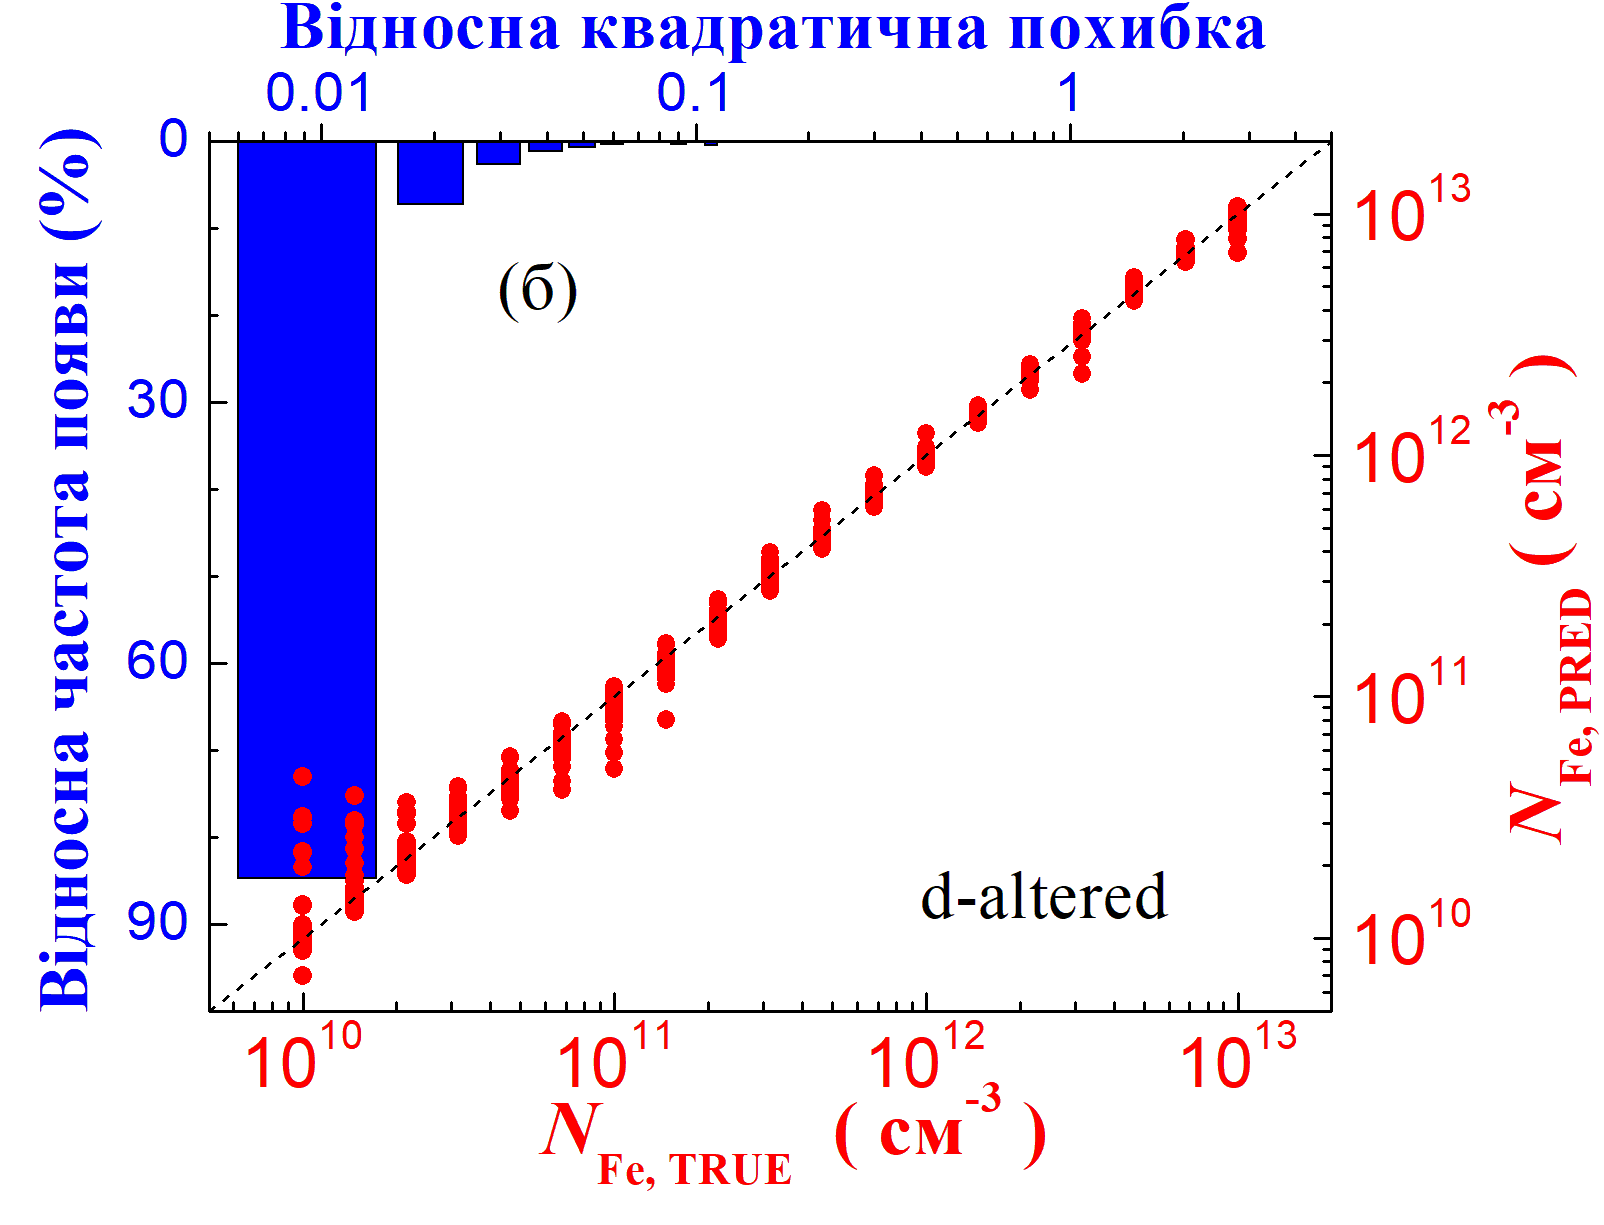 Відносна квадратична похибка
0.01 0.1 1
Відносна частота появи (%)
0
30
60
90
(б)
d-altered
10^13
10^12
10^11
10^10
N Fe, PRED ( см^-3 )
10^10 10^11 10^12 10^13
N Fe, TRUE ( см^-3 )